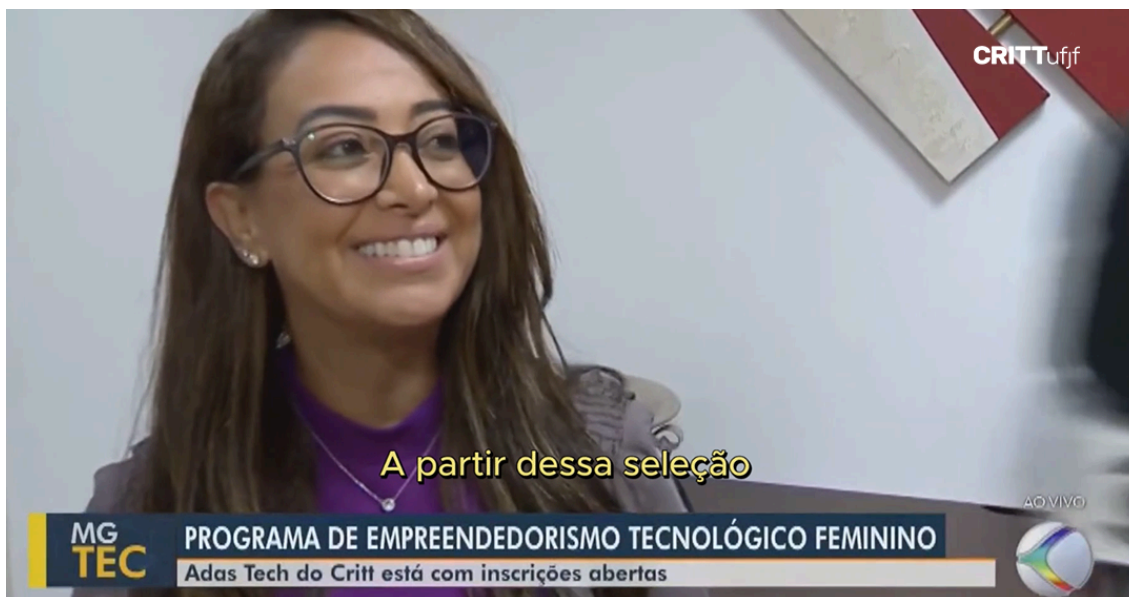 CRITTufjf
A partir dessa seleção
AO VIVO
MG
TEC
PROGRAMA DE EMPREENDEDORISMO TECNOLÓGICO FEMININO
Adas Tech do Critt está com inscrições abertas